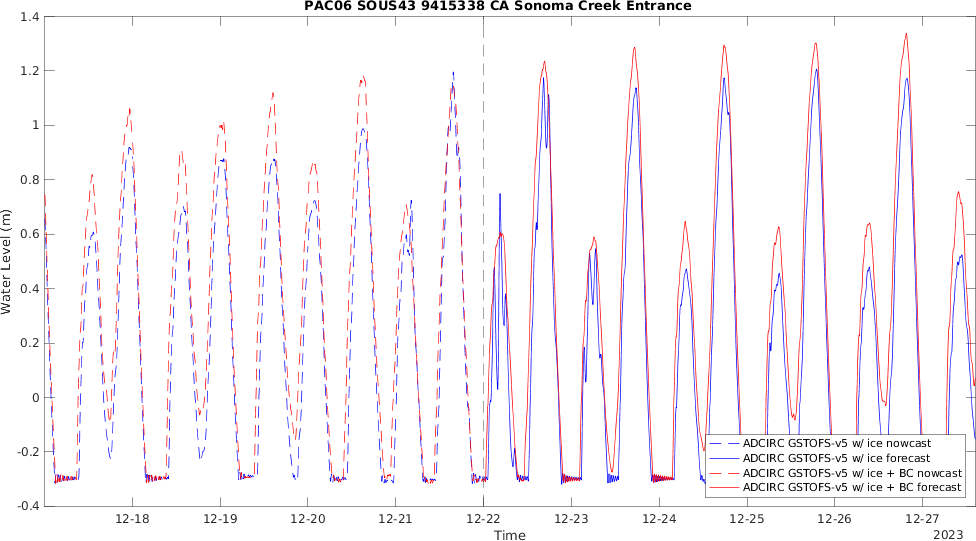 PAC06 SOUS43 9415338 CA Sonoma Creek Entrance
1.4
1.2
1
0.8
0.6
0.4
0.2
0
-0.2
-0.4
Water Level (m)
ADCIRC GSTOFS-v5 w/ ice nowcast
ADCIRC GSTOFS-v5 w/ ice forecast
ADCIRC GSTOFS-v5 w/ ice + BC nowcast
ADCIRC GSTOFS-v5 w/ ice + BC forecast
12-18 12-19 12-20 12-21 12-22 12-23 12-24 12-25 12-26 12-27
Time
2023